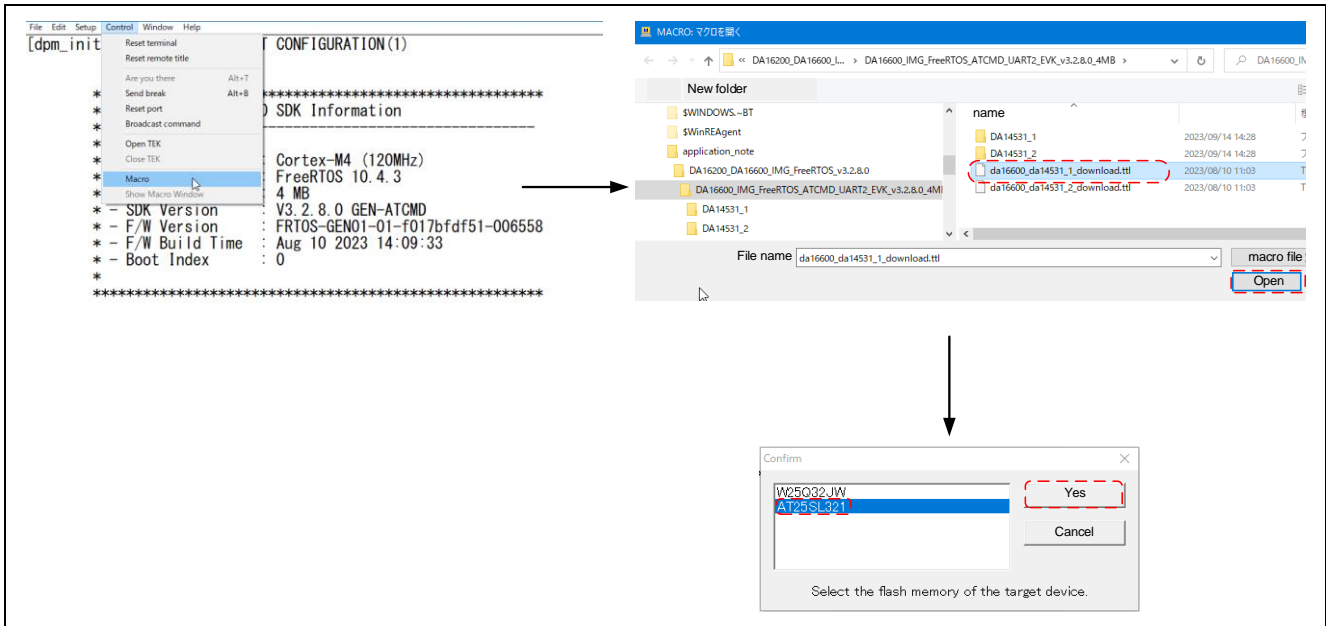 File Edit Setup Control Window Help
[dpm_init T CONFIGURATION(1)
Reset terminal
Reset remote title
Are you there Alt+T
Send break Alt+B
Reset port
Broadcast command
Open TEK
Close TEK
Macro
Show Macro Window
* **********************************
* ) SDK Information
* ---------------------------------
*
* : Cortex-M4 (120MHz)
* : FreeRTOS 10.4.3
* : 4 MB
* - SDK Version : V3.2.8.0 GEN-ATCMD
* - F/W Version : FRTOS-GEN01-01-f017bfdf51-006558
* - F/W Build Time : Aug 10 2023 14:09:33
* - Boot Index : 0
*
******************************************************
MACRO: マクロを開く
« DA16200_DA16600_I... > DA16600_IMG_FreeRTOS_ATCMD_UART2_EVK_v3.2.8.0_4MB > DA16600_IM
New folder
$WINDOWS.~BT
$WinREAgent
application_note
DA16200_DA16600_IMG_FreeRTOS_v3.2.8.0
DA16600_IMG_FreeRTOS_ATCMD_UART2_EVK_v3.2.8.0_4MI
DA14531_1
DA14531_2
name
DA14531_1 2023/09/14 14:28 フ
DA14531_2 2023/09/14 14:28 フ
da16600_da14531_1_download.ttl 2023/08/10 11:03 T
da16600_da14531_2_download.ttl 2023/08/10 11:03 T
File name da16600_da14531_1_download.ttl macro file
Open
Confirm
W25Q32JW
AT25SL321
Yes
Cancel
Select the flash memory of the target device.